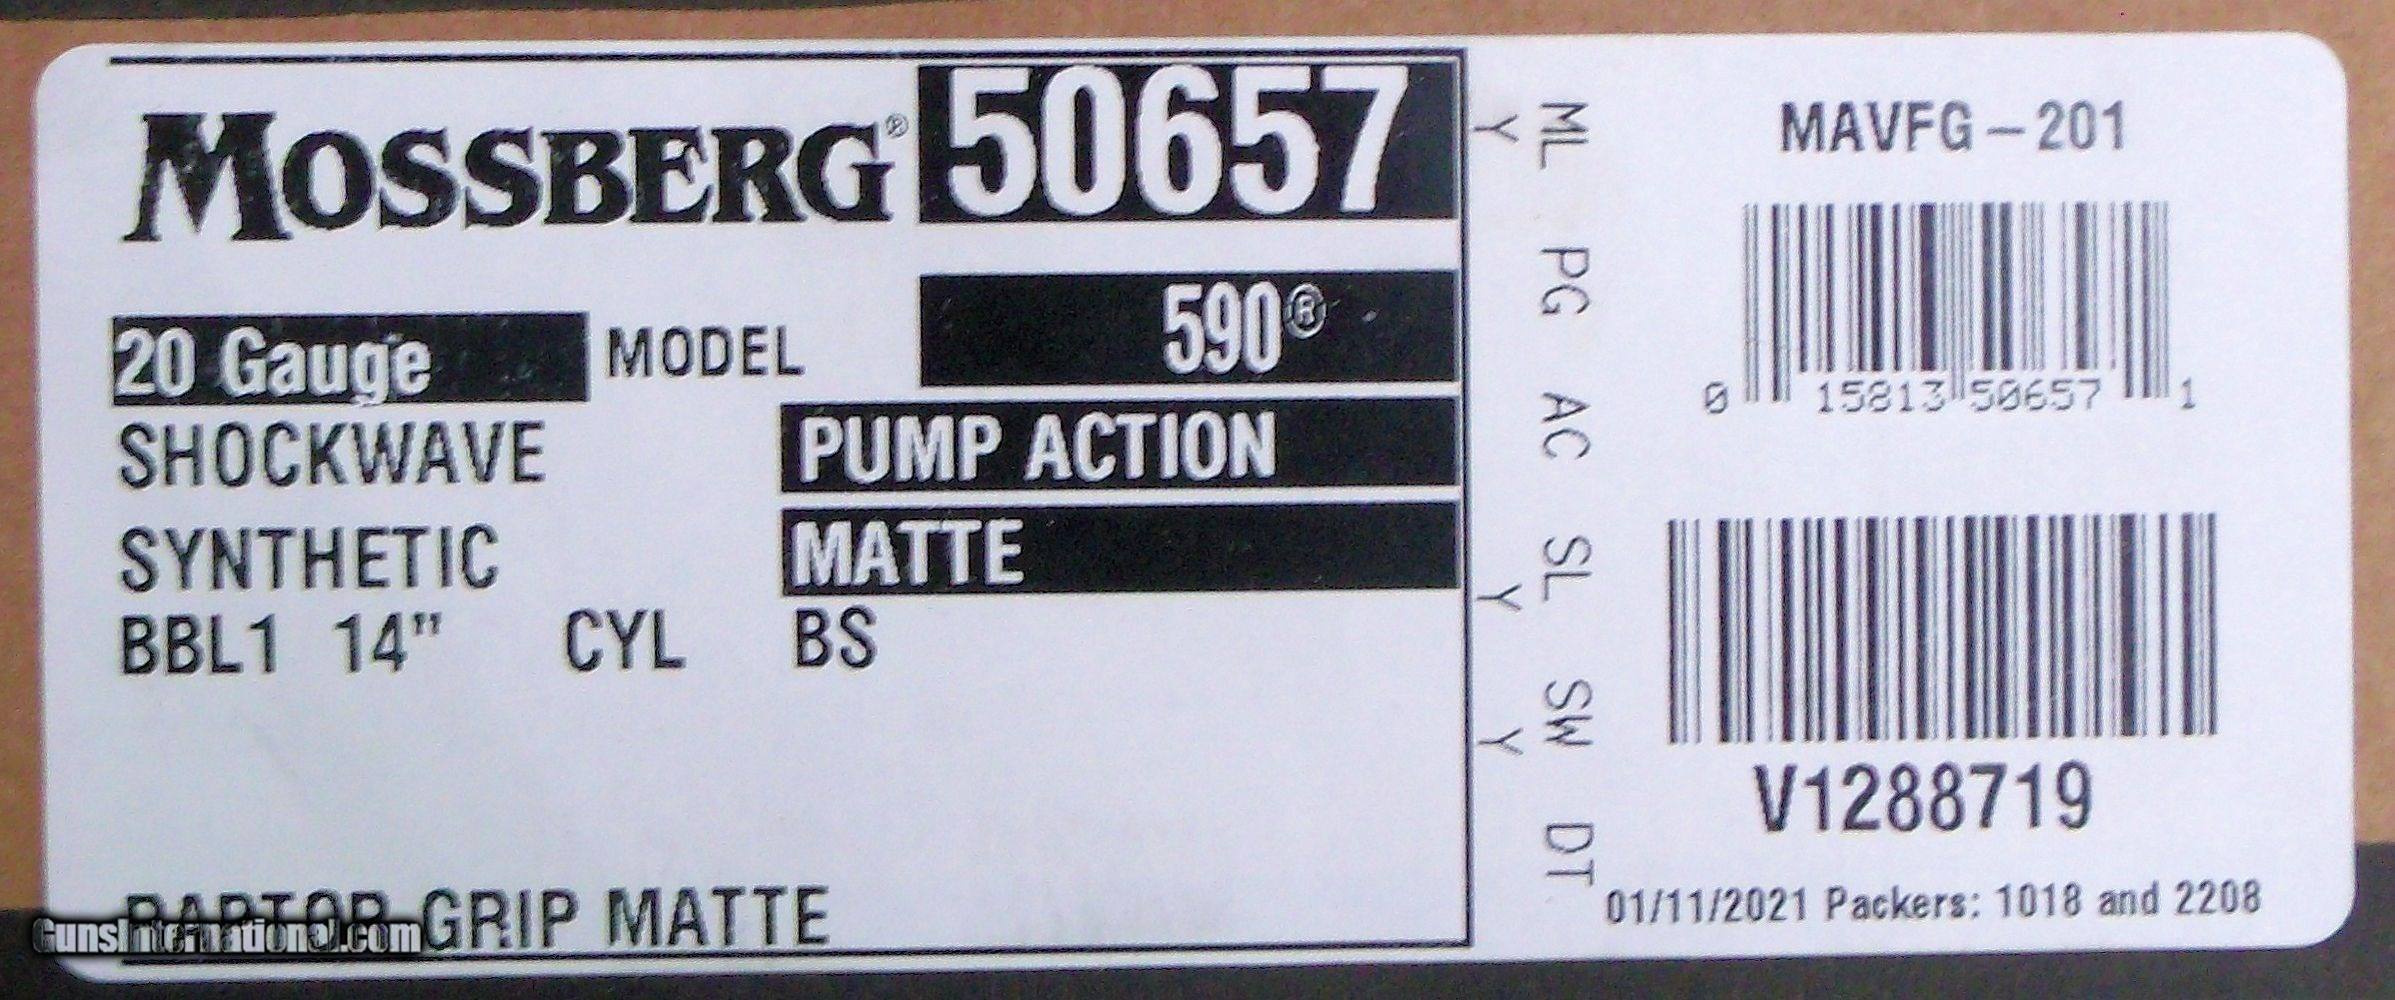 MOSSBERG® 50657
20 Gauge MODEL 590®
SHOCKWAVE PUMP ACTION
SYNTHETIC MATTE
BBL1 14" CYL BS
RAPTOR GRIP MATTE
ML PG AC SL SW DT
Y Y Y
MAVFG-201
0 15813 50657 1
V1288719
01/11/2021 Packers: 1018 and 2208
GunsInternational.com